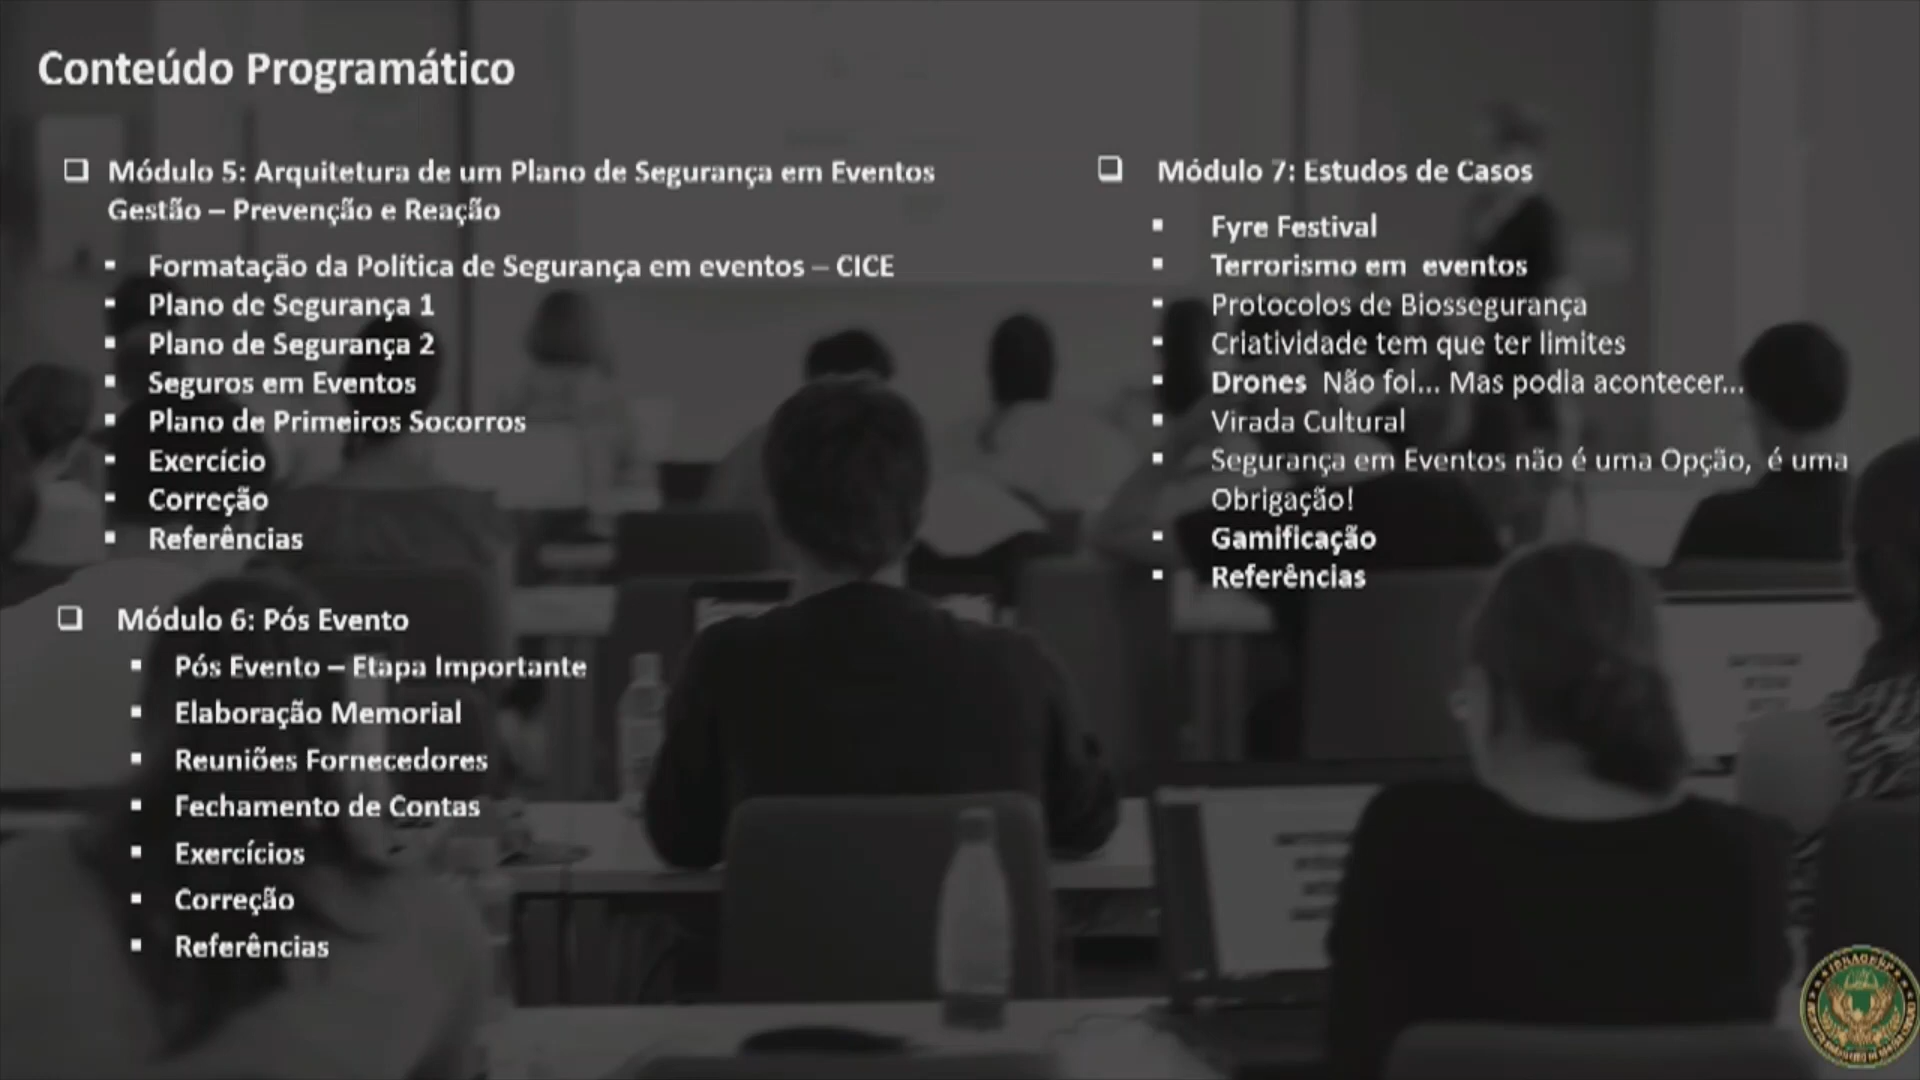 Conteúdo Programático
Módulo 5: Arquitetura de um Plano de Segurança em Eventos
Gestão – Prevenção e Reação
Formatação da Política de Segurança em eventos – CICE
Plano de Segurança 1
Plano de Segurança 2
Seguros em Eventos
Plano de Primeiros Socorros
Exercício
Correção
Referências
Módulo 6: Pós Evento
Pós Evento – Etapa Importante
Elaboração Memorial
Reuniões Fornecedores
Fechamento de Contas
Exercícios
Correção
Referências
Módulo 7: Estudos de Casos
Fyre Festival
Terrorismo em eventos
Protocolos de Biossegurança
Criatividade tem que ter limites
Drones Não foi... Mas podia acontecer...
Virada Cultural
Segurança em Eventos não é uma Opção, é uma
Obrigação!
Gamificação
Referências